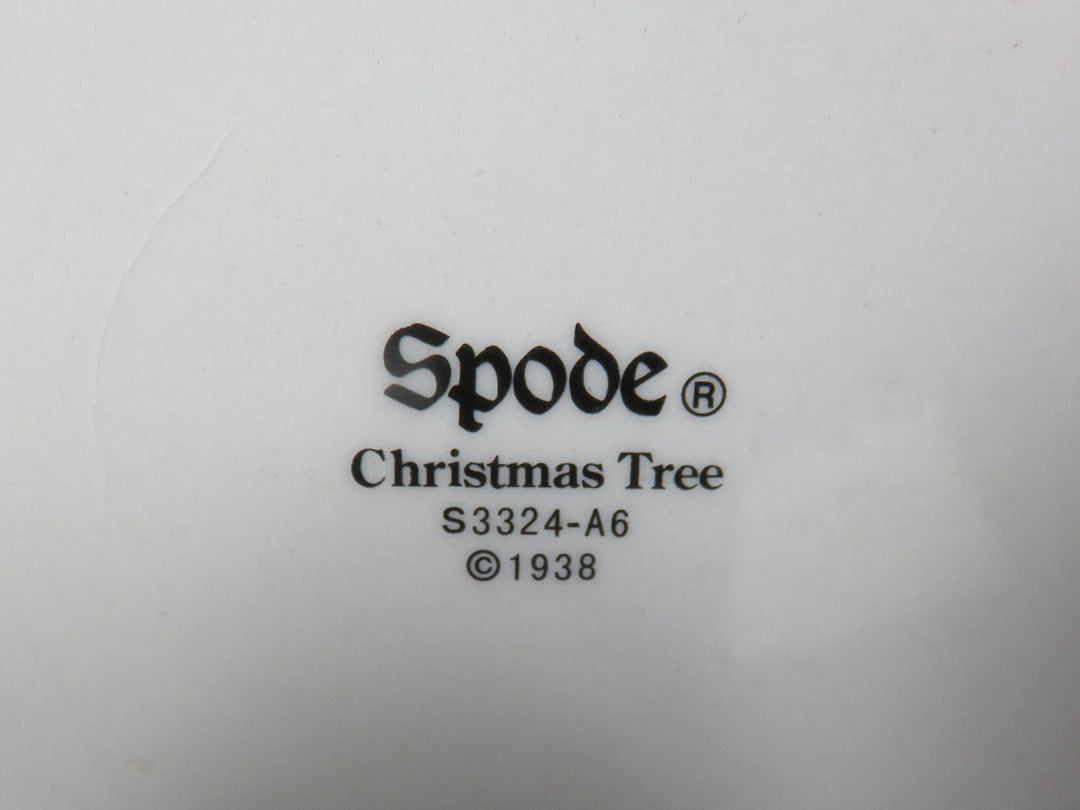 Spode ®
Christmas Tree
S3324-A6
©1938